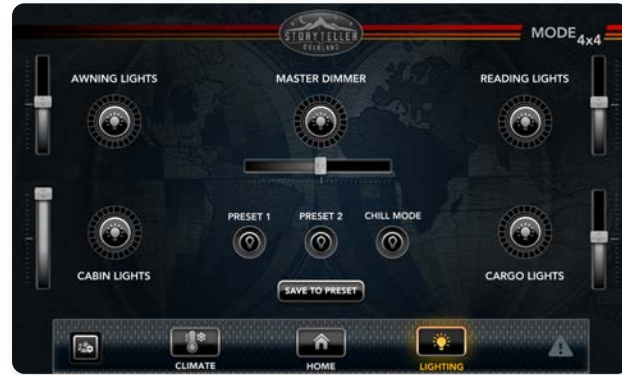 STORYTELLER
OVERLAND
MODE4x4
AWNING LIGHTS
MASTER DIMMER
READING LIGHTS
PRESET 1
PRESET 2
CHILL MODE
CABIN LIGHTS
SAVE TO PRESET
CARGO LIGHTS
CLIMATE
HOME
LIGHTING